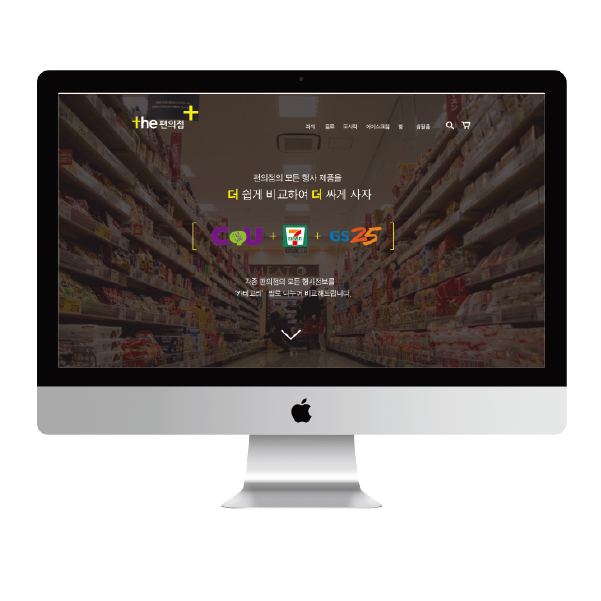 the 편의점
과자 음료 도시락 아이스크림 빵 생필품
편의점의 모든 행사 제품을
더 쉽게 비교하여 더 싸게 사자
[ CU + 7 ELEVEN + GS25 ]
각종 편의점의 모든 행사정보를
'카테고리' 별로 나누어 비교해드립니다.